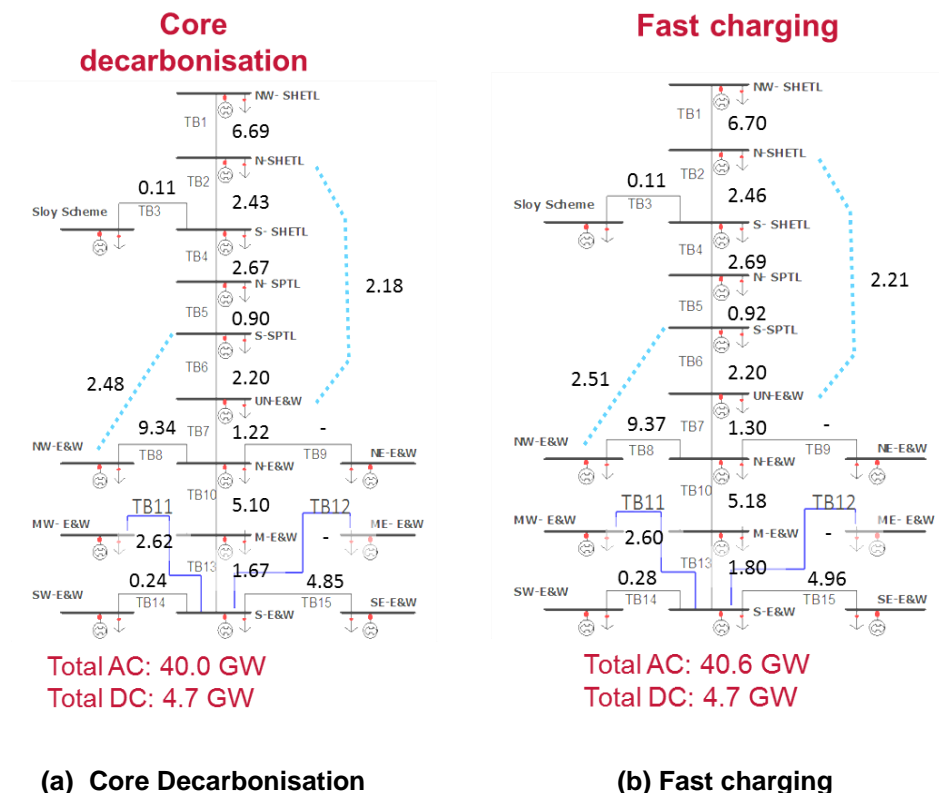 Core
decarbonisation
NW- SHETL
TB1
6.69
N-SHETL
TB2
2.43
0.11
TB3
Sloy Scheme
S- SHETL
TB4
2.67
2.18
N- SPTL
TB5
0.90
S-SPTL
TB6
2.20
2.48
UN-E&W
TB7
1.22
9.34
-
NW-E&W
TB8
TB9
NE-E&W
N-E&W
TB10
5.10
TB11
TB12
MW- E&W
2.62
M-E&W
-
ME- E&W
TB13
1.67
0.24
4.85
SW-E&W
TB14
TB15
SE-E&W
S-E&W
Total AC: 40.0 GW
Total DC: 4.7 GW
(a) Core Decarbonisation
Fast charging
NW- SHETL
TB1
6.70
N-SHETL
TB2
2.46
0.11
TB3
Sloy Scheme
S- SHETL
TB4
2.69
2.21
N- SPTL
TB5
0.92
S-SPTL
TB6
2.20
2.51
UN-E&W
TB7
1.30
9.37
-
NW-E&W
TB8
TB9
NE-E&W
N-E&W
TB10
5.18
TB11
TB12
MW- E&W
2.60
M-E&W
-
ME- E&W
TB13
1.80
0.28
4.96
SW-E&W
TB14
TB15
SE-E&W
S-E&W
Total AC: 40.6 GW
Total DC: 4.7 GW
(b) Fast charging